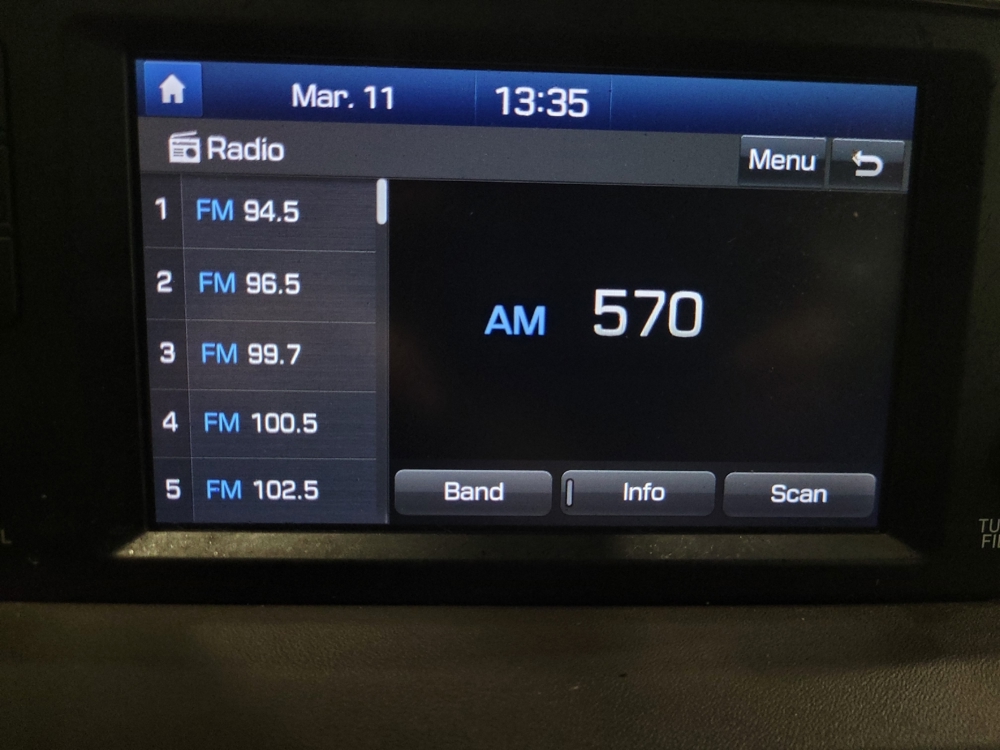 Mar. 11 13:35
Radio
Menu
1 FM 94.5
2 FM 96.5
3 FM 99.7
4 FM 100.5
5 FM 102.5
AM 570
Band Info Scan